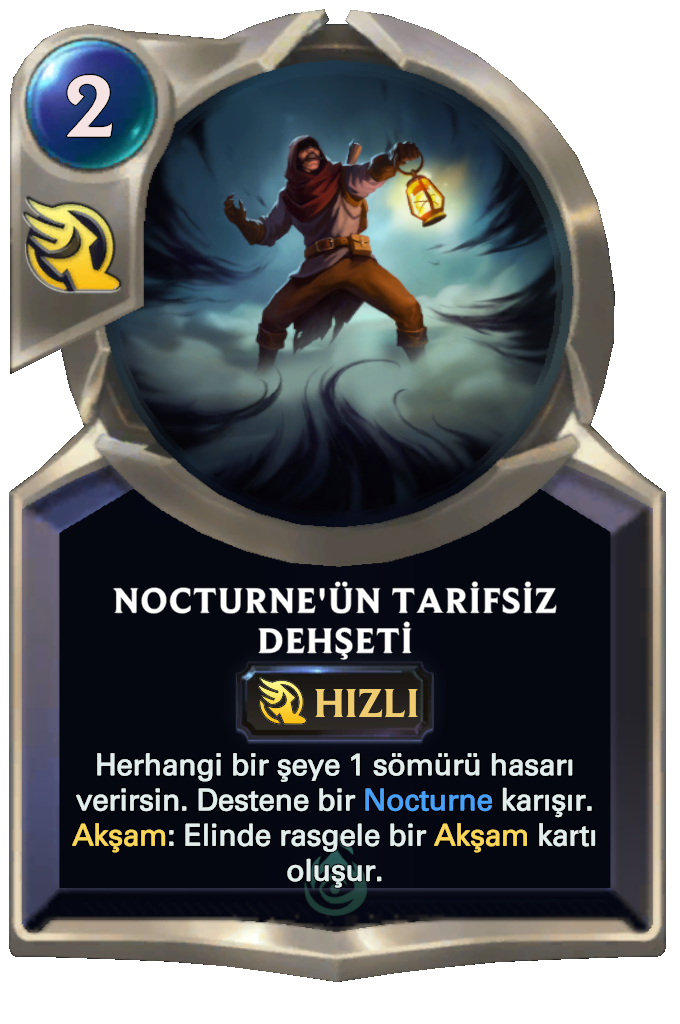 2
NOCTURNE'ÜN TARİFSİZ
DEHŞETİ
HIZLI
Herhangi bir şeye 1 sömürü hasarı
verirsin. Destene bir Nocturne karışır.
Akşam: Elinde rasgele bir Akşam kartı
oluşur.